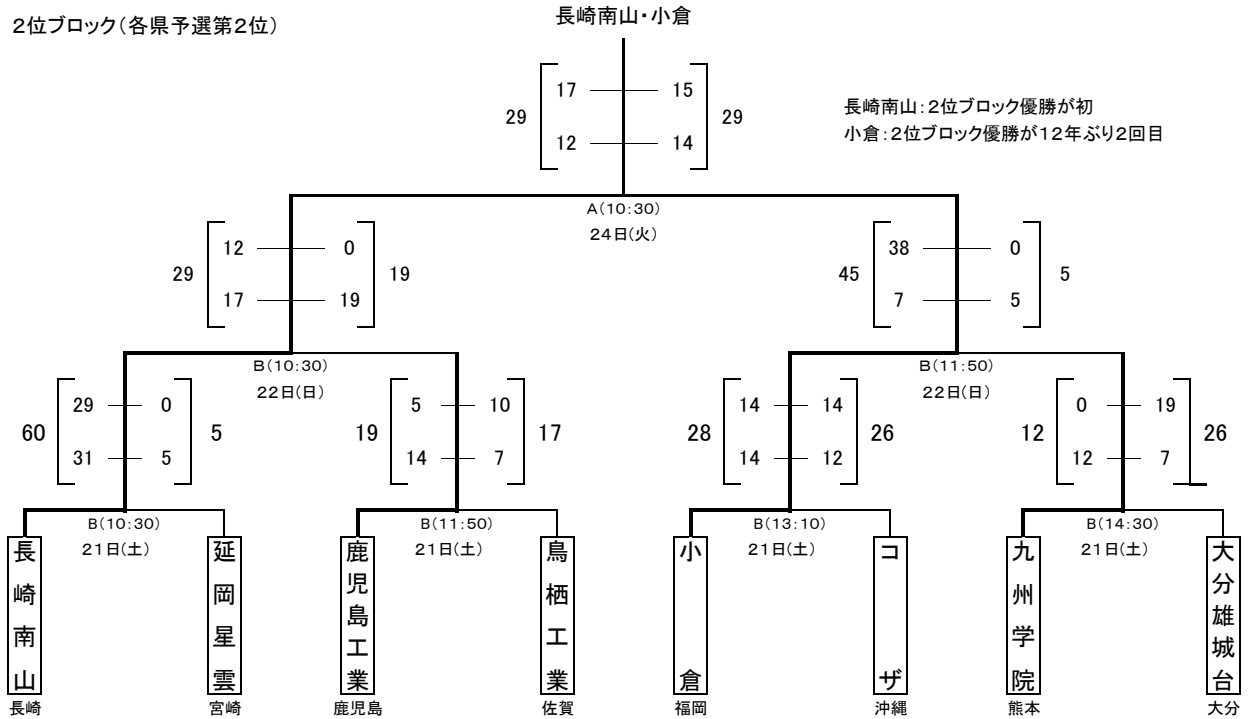 2位ブロック(各県予選第2位)
長崎南山・小倉
長崎南山:2位ブロック優勝が初
小倉:2位ブロック優勝が12年ぶり2回目
29 17 15 29
12 14
A(10:30)
24日(火)
29 12 0 19
17 19
45 38 0 5
7 5
B(10:30)
22日(日)
B(11:50)
22日(日)
60 29 0 5
31 5
19 5 10 17
14 7
28 14 14 26
14 12
12 0 19 26
12 7
B(10:30)
21日(土)
B(11:50)
21日(土)
B(13:10)
21日(土)
B(14:30)
21日(土)
長崎南山
延岡星雲
鹿児島工業
鳥栖工業
小倉
コザ
九州学院
大分雄城台
長崎
宮崎
鹿児島
佐賀
福岡
沖縄
熊本
大分